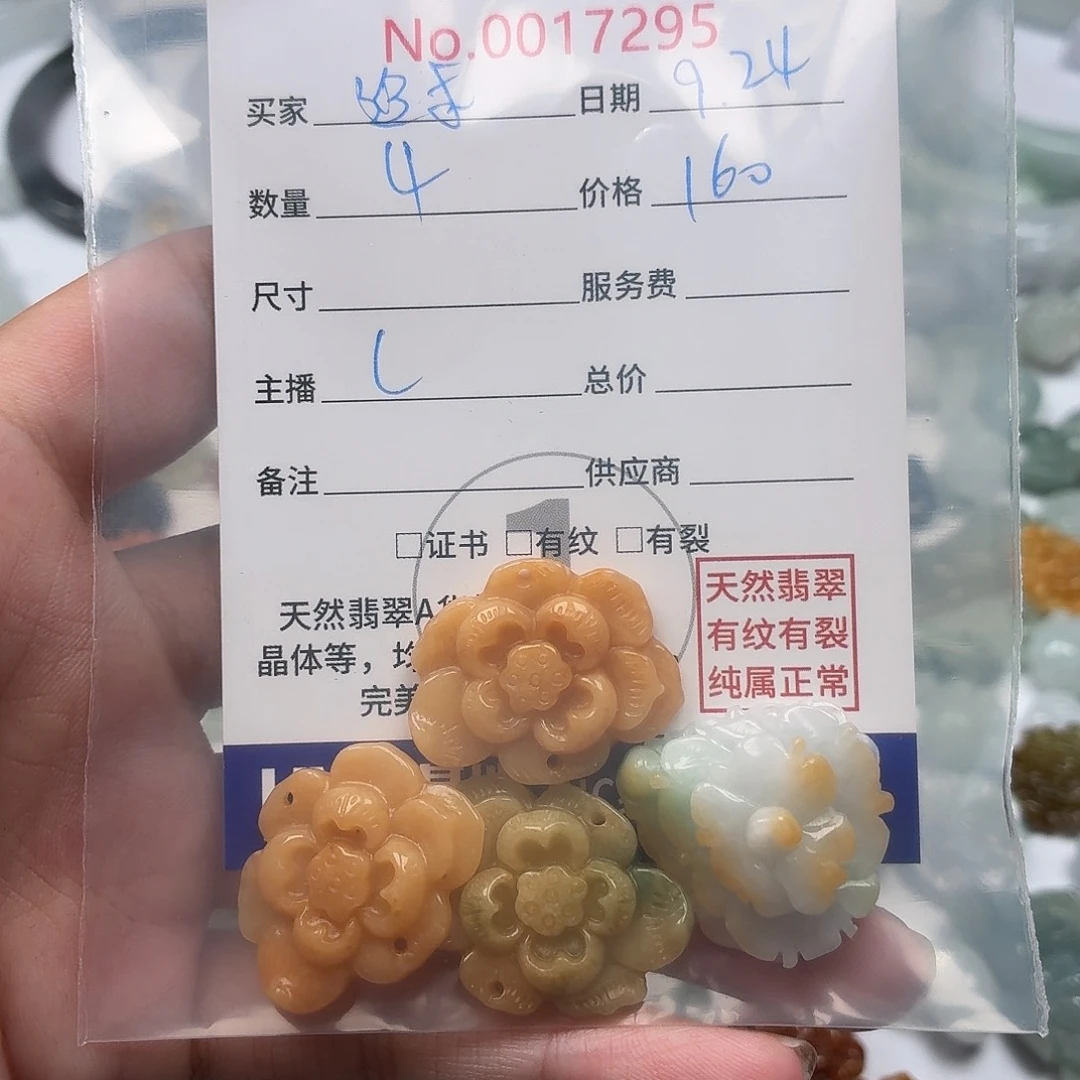 No.0017295
买家 追季 日期 9.24
数量 4 价格 160
尺寸 服务费
主播 L 总价
备注 供应商
1
□证书 □有纹 □有裂
天然翡翠A
晶体等，均
完美
天然翡翠
有纹有裂
纯属正常